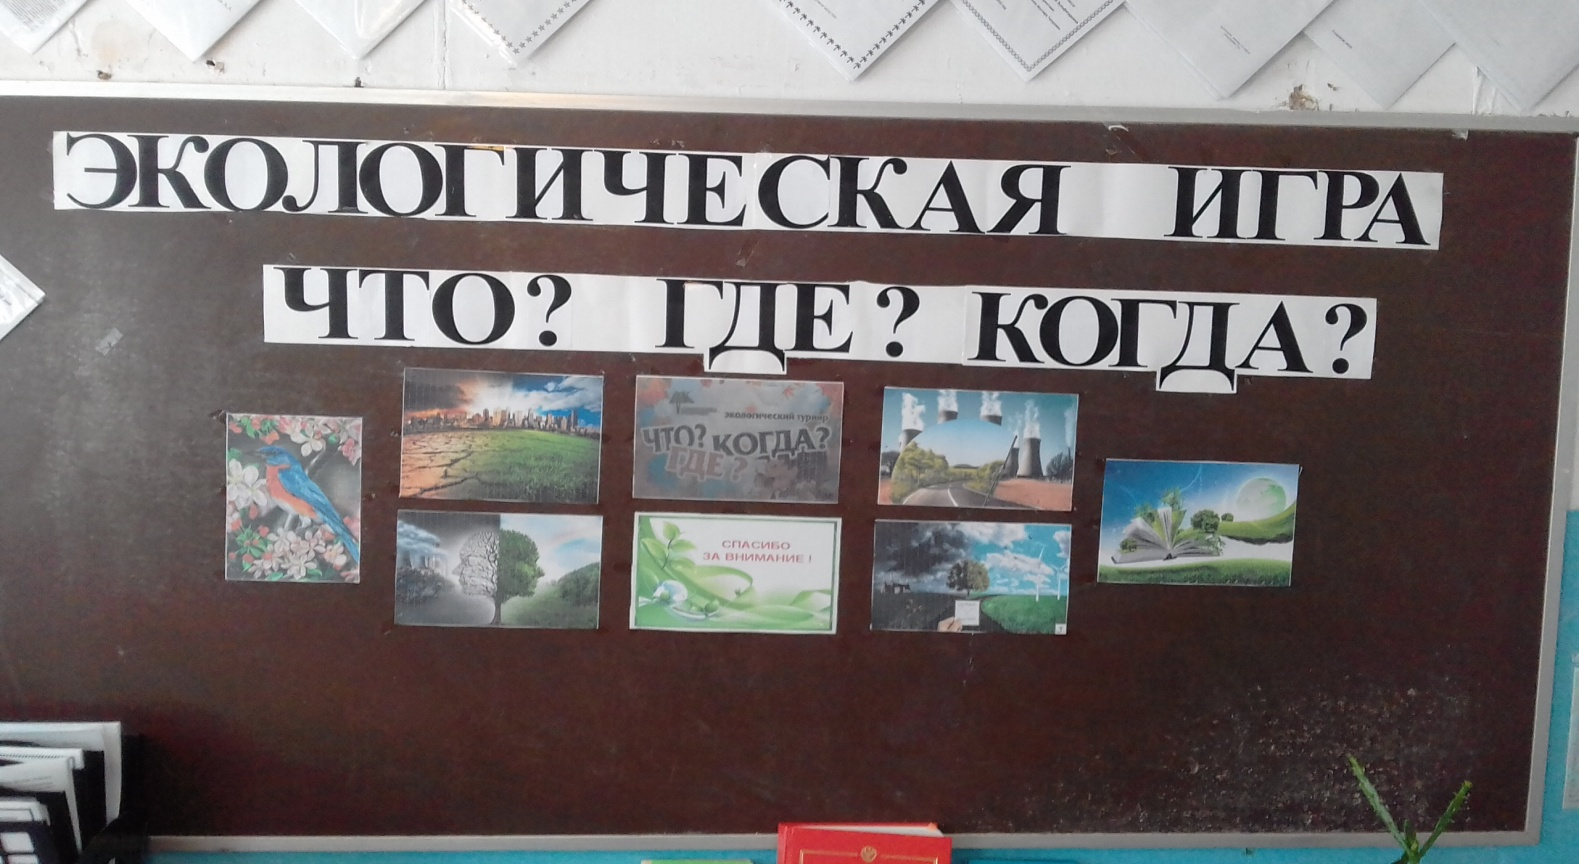 ЭКОЛОГИЧЕСКАЯ ИГРА
ЧТО? ГДЕ? КОГДА?
экологический турнир
ЧТО? КОГДА?
ГДЕ?
СПАСИБО
ЗА ВНИМАНИЕ !